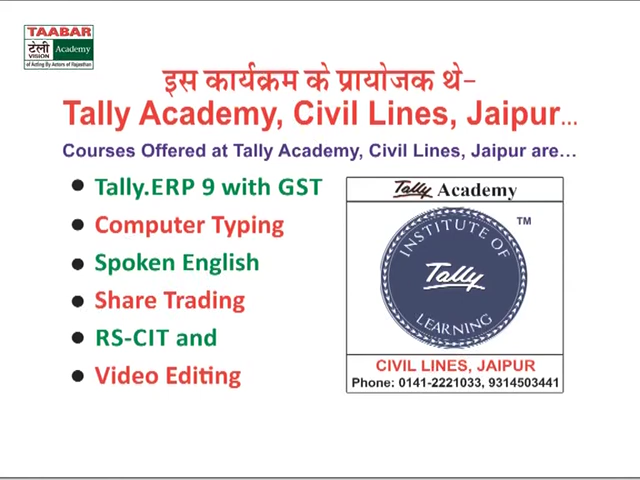 TAABAR
टेली
VISION
Academy
of Acting By Actors of Rajasthan
इस कार्यक्रम के प्रायोजक थे-
Tally Academy, Civil Lines, Jaipur...
Courses Offered at Tally Academy, Civil Lines, Jaipur are...
• Tally.ERP 9 with GST
• Computer Typing
• Spoken English
• Share Trading
• RS-CIT and
• Video Editing
Tally Academy
TM
INSTITUTE OF
Tally
LEARNING
CIVIL LINES, JAIPUR
Phone: 0141-2221033, 9314503441